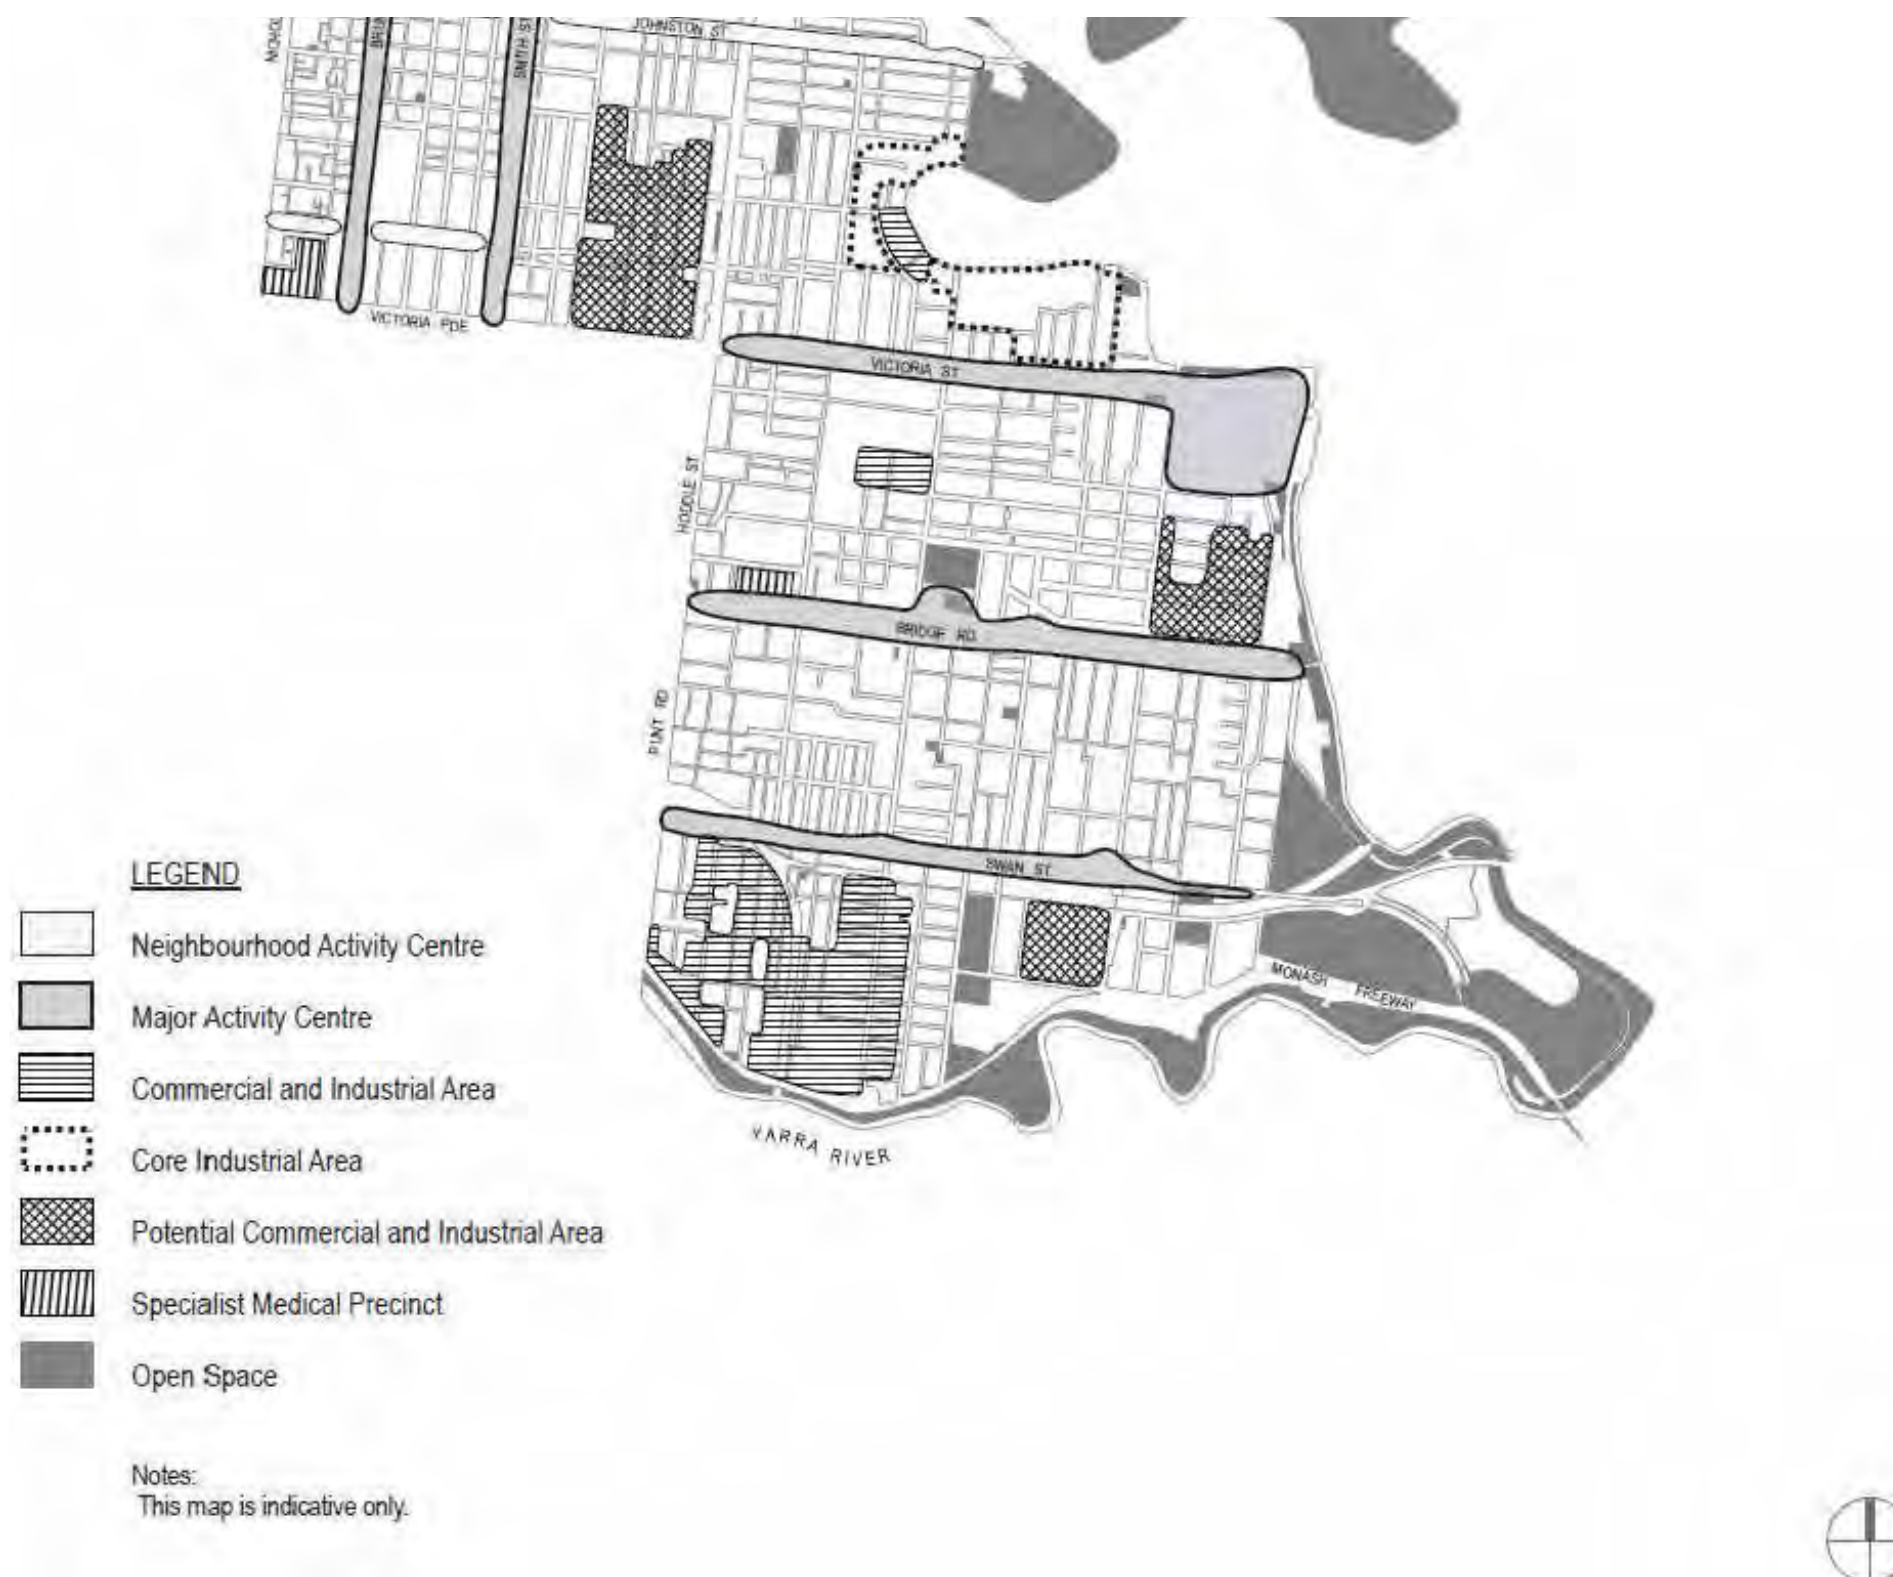 JOHNSTON ST
SMITH ST
VICTORIA PDE
VICTORIA ST
HODDLE ST
BRIDGE RD
PUNT RD
SWAN ST
MONASH FREEWAY
YARRA RIVER
LEGEND
Neighbourhood Activity Centre
Major Activity Centre
Commercial and Industrial Area
Core Industrial Area
Potential Commercial and Industrial Area
Specialist Medical Precinct
Open Space
Notes:
This map is indicative only.